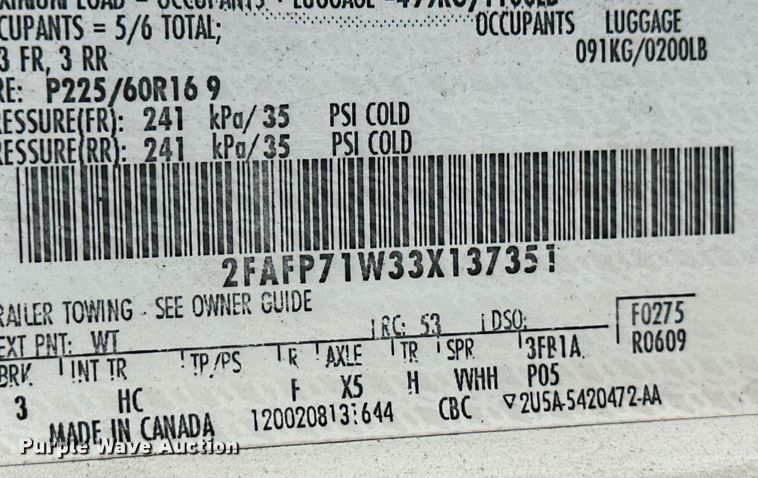 OCCUPANTS LUGGAGE
CUPANTS = 5/6 TOTAL; 091KG/0200LB
3 FR, 3 RR
RE: P225/60R16 9
RESSURE(FR): 241 kPa/ 35 PSI COLD
RESSURE(RR): 241 kPa/ 35 PSI COLD
2FAFP71W33X137351
RAILER TOWING - SEE OWNER GUIDE
EXT PNT: WT RC: 53 DSO: F0275
BRK INT TR TP/PS R AXLE TR SPR 3FB1A R0609
3 HC F X5 H VVHH P05
MADE IN CANADA 1200208131644 CBC ▽2U5A-5420472-AA
Purple Wave Auction